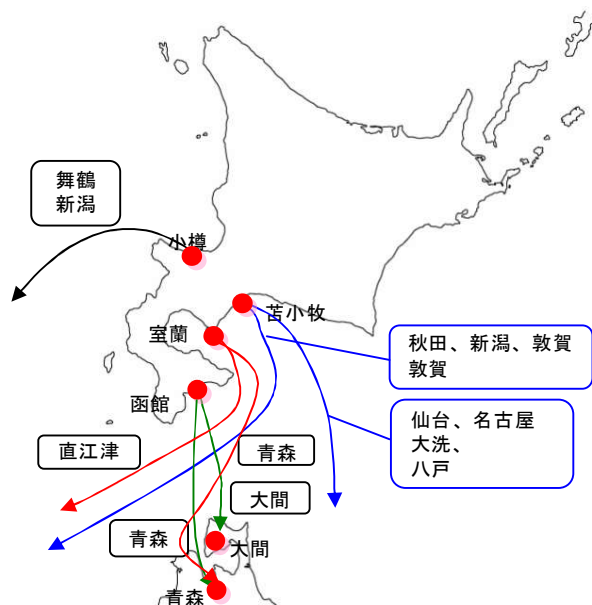 舞鶴
新潟
小樽
苫小牧
室蘭
秋田、新潟、敦賀
敦賀
函館
仙台、名古屋
大洗、
八戸
直江津
青森
大間
青森
大間
青森